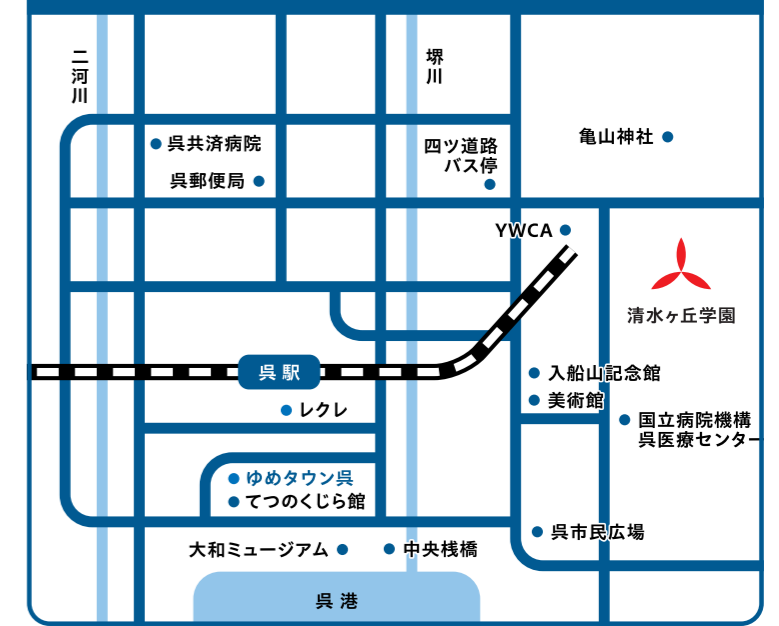 二河川
堺川
呉共済病院
四ツ道路
バス停
亀山神社
呉郵便局
YWCA
清水ヶ丘学園
呉駅
入船山記念館
美術館
レクレ
国立病院機構
呉医療センター
ゆめタウン呉
てつのくじら館
呉市民広場
大和ミュージアム
中央桟橋
呉港